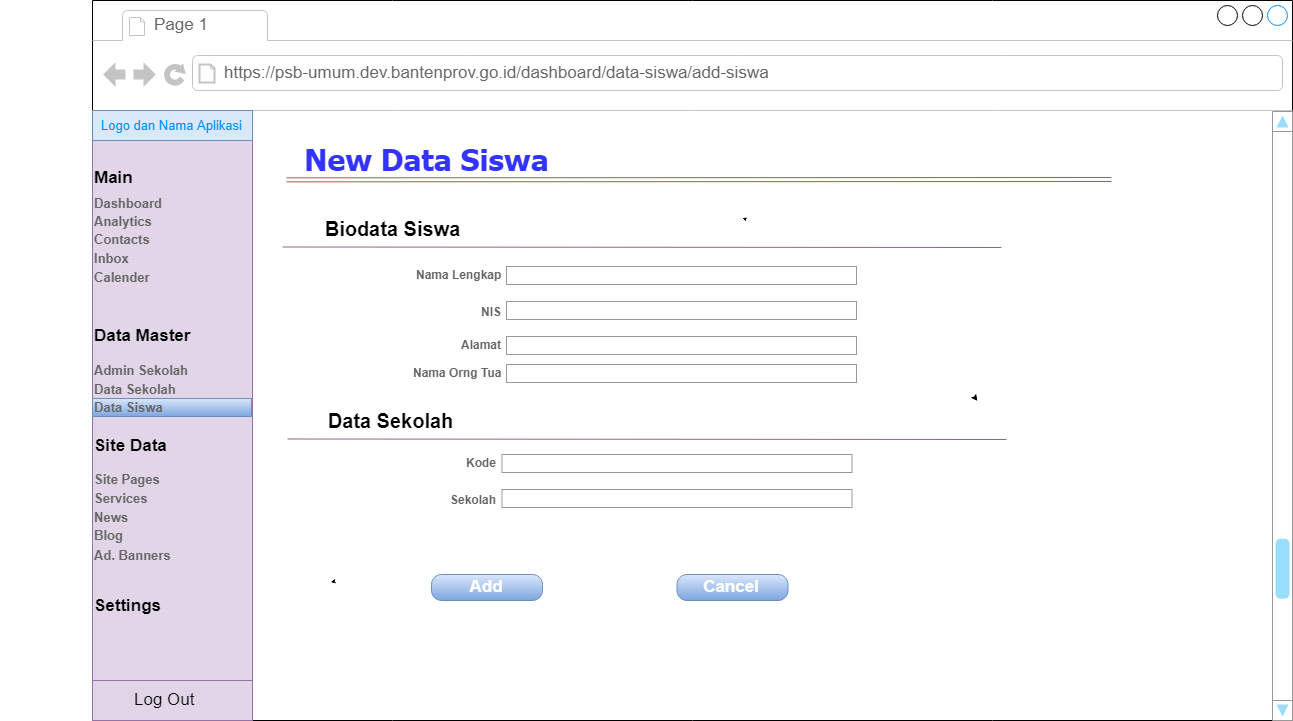 Page 1
https://psb-umum.dev.bantenprov.go.id/dashboard/data-siswa/add-siswa
Logo dan Nama Aplikasi
Main
Dashboard
Analytics
Contacts
Inbox
Calender
Data Master
Admin Sekolah
Data Sekolah
Data Siswa
Site Data
Site Pages
Services
News
Blog
Ad. Banners
Settings
Log Out
New Data Siswa
Biodata Siswa
Nama Lengkap
NIS
Alamat
Nama Orng Tua
Data Sekolah
Kode
Sekolah
Add
Cancel